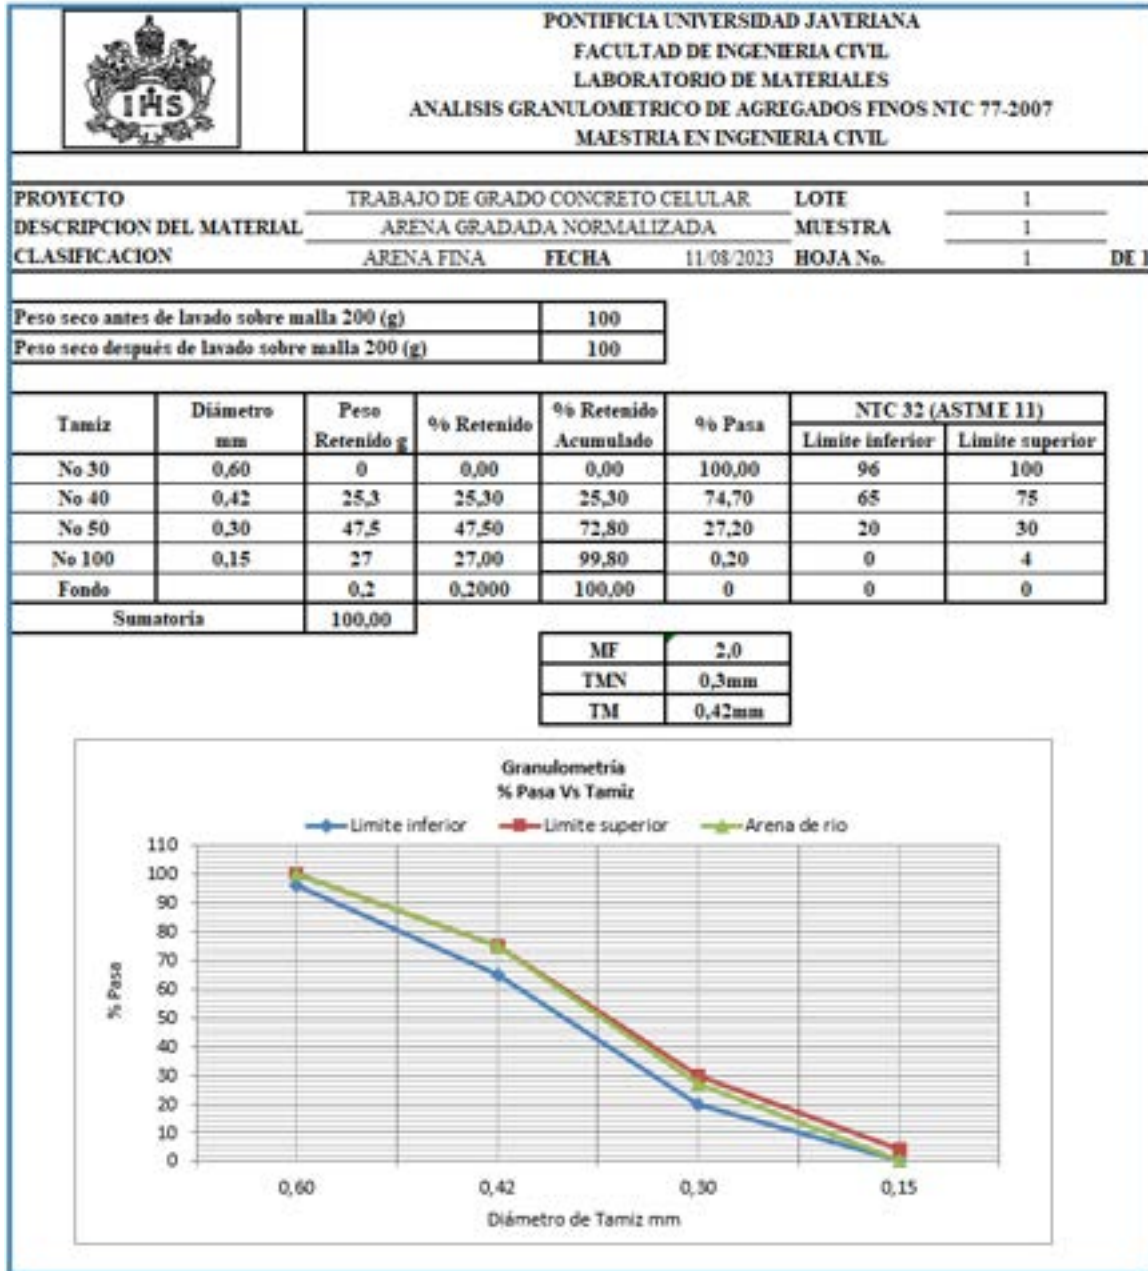 IHS
PONTIFICIA UNIVERSIDAD JAVERIANA
FACULTAD DE INGENIERIA CIVIL
LABORATORIO DE MATERIALES
ANALISIS GRANULOMETRICO DE AGREGADOS FINOS NTC 77-2007
MAESTRIA EN INGENIERIA CIVIL
PROYECTO TRABAJO DE GRADO CONCRETO CELULAR LOTE 1
DESCRIPCION DEL MATERIAL ARENA GRADADA NORMALIZADA MUESTRA 1
CLASIFICACION ARENA FINA FECHA 11/08/2023 HOJA No. 1 DE 1
Peso seco antes de lavado sobre malla 200 (g) 100
Peso seco después de lavado sobre malla 200 (g) 100
Tamiz Diámetro mm Peso Retenido g % Retenido % Retenido Acumulado % Pasa NTC 32 (ASTM E 11)
Limite inferior Limite superior
No 30 0,60 0 0,00 0,00 100,00 96 100
No 40 0,42 25,3 25,30 25,30 74,70 65 75
No 50 0,30 47,5 47,50 72,80 27,20 20 30
No 100 0,15 27 27,00 99,80 0,20 0 4
Fondo 0,2 0,2000 100,00 0 0 0
Sumatoria 100,00
MF 2,0
TMN 0,3mm
TM 0,42mm
Granulometría
% Pasa Vs Tamiz
Limite inferior Limite superior Arena de rio
110
100
90
80
70
60
50
40
30
20
10
0
% Pasa
0,60 0,42 0,30 0,15
Diámetro de Tamiz mm